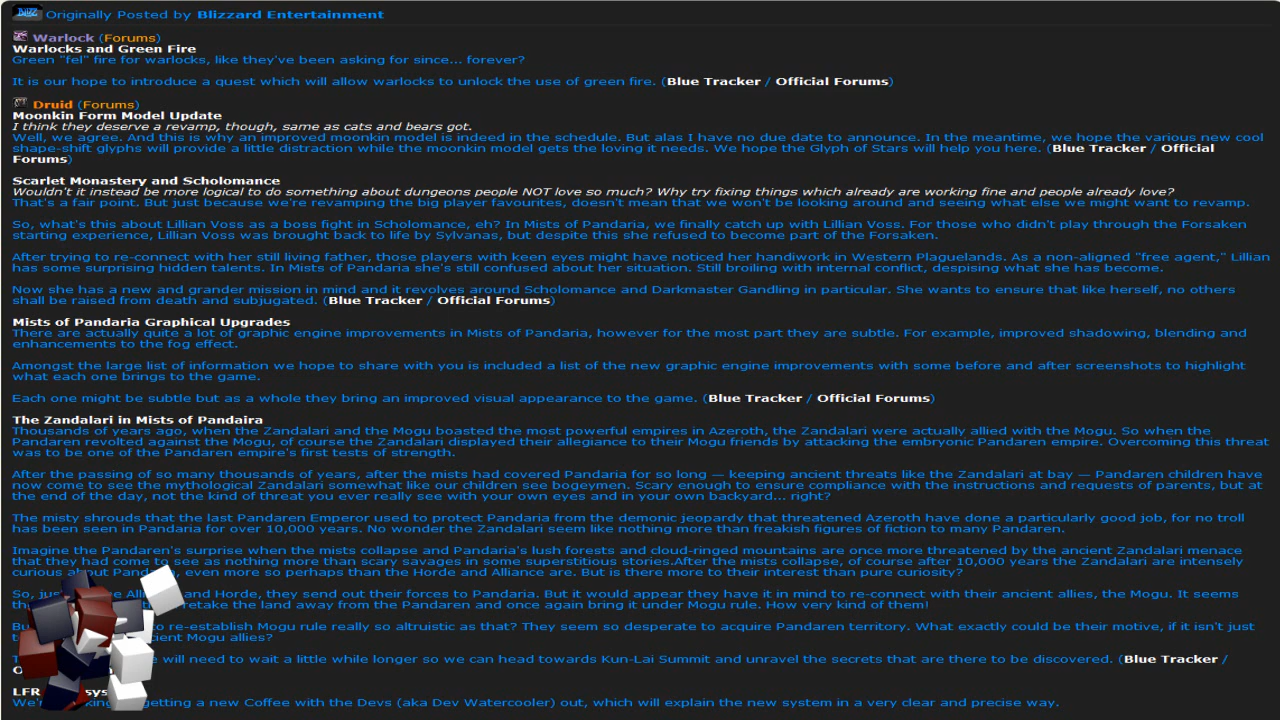 Originally Posted by Blizzard Entertainment
Warlock (Forums)
Warlocks and Green Fire
Green "fel" fire for warlocks, like they've been asking for since... forever?
It is our hope to introduce a quest which will allow warlocks to unlock the use of green fire. (Blue Tracker / Official Forums)
Druid (Forums)
Moonkin Form Model Update
I think they deserve a revamp, though, same as cats and bears got.
Well, we agree. And this is why an improved moonkin model is indeed in the schedule. But alas I have no due date to announce. In the meantime, we hope the various new cool
shape-shift glyphs will provide a little distraction while the moonkin model gets the loving it needs. We hope the Glyph of Stars will help you here. (Blue Tracker / Official
Forums)
Scarlet Monastery and Scholomance
Wouldn't it instead be more logical to do something about dungeons people NOT love so much? Why try fixing things which already are working fine and people already love?
That's a fair point. But just because we're revamping the big player favourites, doesn't mean that we won't be looking around and seeing what else we might want to revamp.
So, what's this about Lillian Voss as a boss fight in Scholomance, eh? In Mists of Pandaria, we finally catch up with Lillian Voss. For those who didn't play through the Forsaken
starting experience, Lillian Voss was brought back to life by Sylvanas, but despite this she refused to become part of the Forsaken.
After trying to re-connect with her still living father, those players with keen eyes might have noticed her handiwork in Western Plaguelands. As a non-aligned "free agent," Lillian
has some surprising hidden talents. In Mists of Pandaria she's still confused about her situation. Still broiling with internal conflict, despising what she has become.
Now she has a new and grander mission in mind and it revolves around Scholomance and Darkmaster Gandling in particular. She wants to ensure that like herself, no others
shall be raised from death and subjugated. (Blue Tracker / Official Forums)
Mists of Pandaria Graphical Upgrades
There are actually quite a lot of graphic engine improvements in Mists of Pandaria, however for the most part they are subtle. For example, improved shadowing, blending and
enhancements to the fog effect.
Amongst the large list of information we hope to share with you is included a list of the new graphic engine improvements with some before and after screenshots to highlight
what each one brings to the game.
Each one might be subtle but as a whole they bring an improved visual appearance to the game. (Blue Tracker / Official Forums)
The Zandalari in Mists of Pandaira
Thousands of years ago, when the Zandalari and the Mogu boasted the most powerful empires in Azeroth, the Zandalari were actually allied with the Mogu. So when the
Pandaren revolted against the Mogu, of course the Zandalari displayed their allegiance to their Mogu friends by attacking the embryonic Pandaren empire. Overcoming this threat
was to be one of the Pandaren empire's first tests of strength.
After the passing of so many thousands of years, after the mists had covered Pandaria for so long — keeping ancient threats like the Zandalari at bay — Pandaren children have
now come to see the mythological Zandalari somewhat like our children see bogeymen. Scary enough to ensure compliance with the instructions and requests of parents, but at
the end of the day, not the kind of threat you ever really see with your own eyes and in your own backyard... right?
The misty shrouds that the last Pandaren Emperor used to protect Pandaria from the demonic jeopardy that threatened Azeroth have done a particularly good job, for no troll
has been seen in Pandaria for over 10,000 years. No wonder the Zandalari seem like nothing more than freakish figures of fiction to many Pandaren.
Imagine the Pandaren's surprise when the mists collapse and Pandaria's lush forests and cloud-ringed mountains are once more threatened by the ancient Zandalari menace
that they had come to see as nothing more than scary savages in some superstitious stories.After the mists collapse, of course after 10,000 years the Zandalari are intensely
curious about Pandaria, even more so perhaps than the Horde and Alliance are. But is there more to their interest than pure curiosity?
So, and Horde, they send out their forces to Pandaria. But it would appear they have it in mind to re-connect with their ancient allies, the Mogu. It seems
retake the land away from the Pandaren and once again bring it under Mogu rule. How very kind of them!
to re-establish Mogu rule really so altruistic as that? They seem so desperate to acquire Pandaren territory. What exactly could be their motive, if it isn't just
Mogu allies?
will need to wait a little while longer so we can head towards Kun-Lai Summit and unravel the secrets that are there to be discovered. (Blue Tracker /
LFR
getting a new Coffee with the Devs (aka Dev Watercooler) out, which will explain the new system in a very clear and precise way.